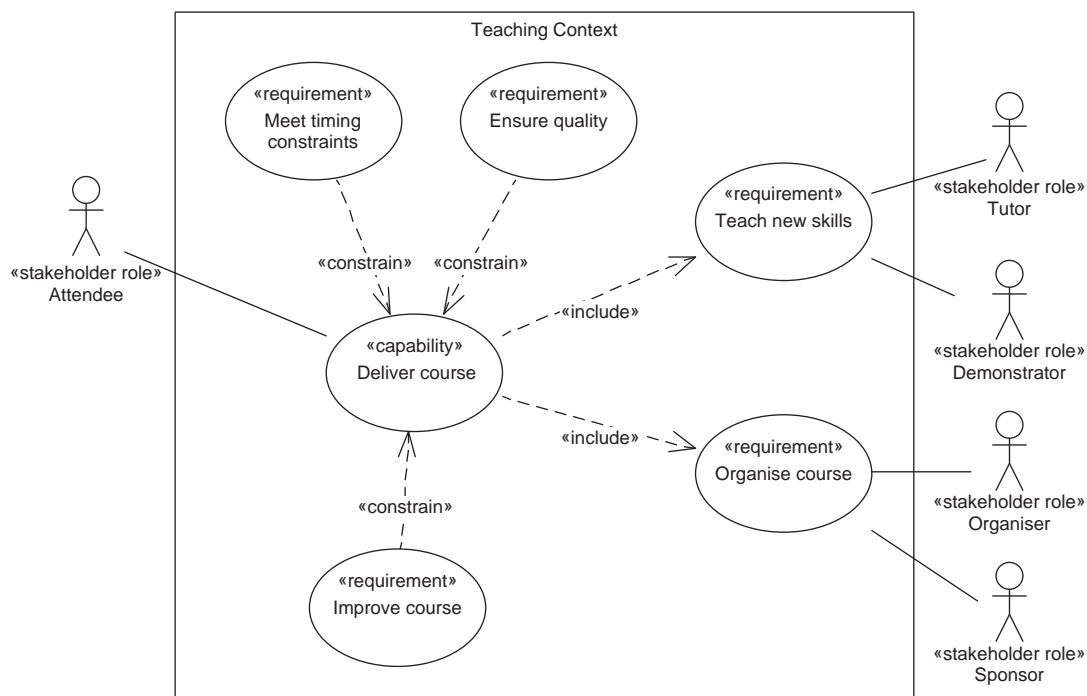 Teaching Context
«requirement»
Meet timing
constraints
«requirement»
Ensure quality
«requirement»
Teach new skills
«stakeholder role»
Tutor
«stakeholder role»
Attendee
«constrain»
«constrain»
«include»
«capability»
Deliver course
«stakeholder role»
Demonstrator
«include»
«requirement»
Organise course
«constrain»
«stakeholder role»
Organiser
«requirement»
Improve course
«stakeholder role»
Sponsor